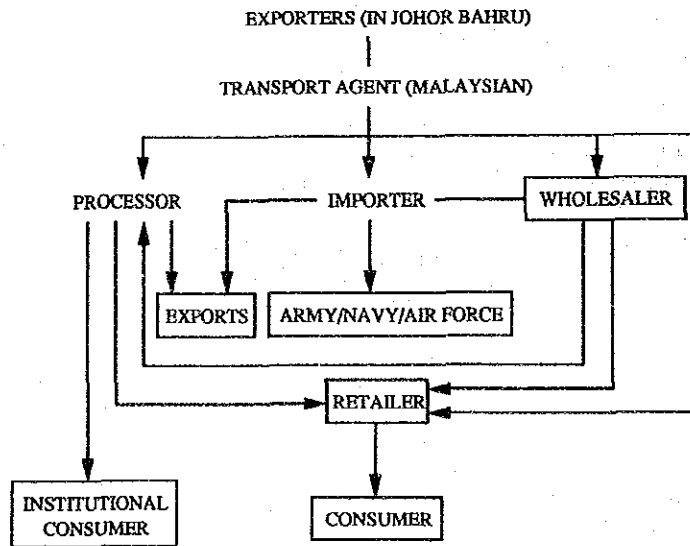 EXPORTERS (IN JOHOR BAHRU)
TRANSPORT AGENT (MALAYSIAN)
PROCESSOR
IMPORTER
WHOLESALER
EXPORTS
ARMY/NAVY/AIR FORCE
RETAILER
INSTITUTIONAL
CONSUMER
CONSUMER